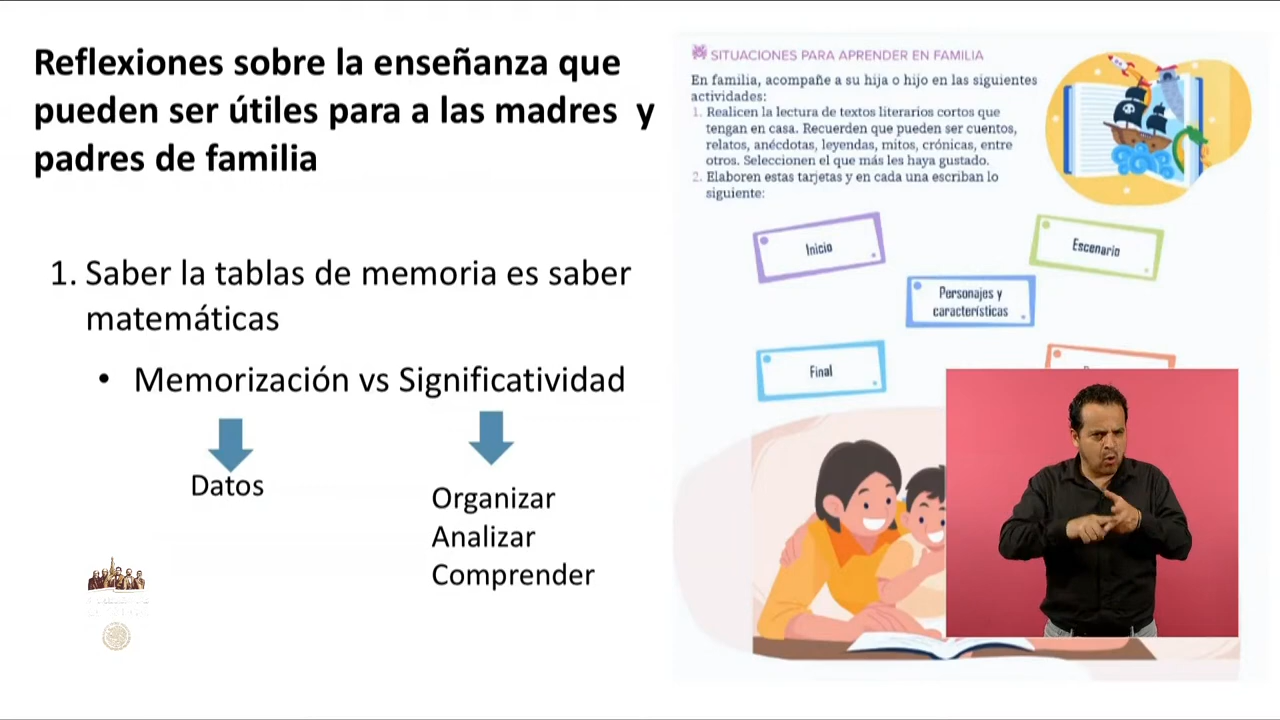 Reflexiones sobre la enseñanza que
pueden ser útiles para a las madres y
padres de familia
1. Saber la tablas de memoria es saber
matemáticas
• Memorización vs Significatividad
Datos
Organizar
Analizar
Comprender
SITUACIONES PARA APRENDER EN FAMILIA
En familia, acompañe a su hija o hijo en las siguientes
actividades:
1. Realicen la lectura de textos literarios cortos que
tengan en casa. Recuerden que pueden ser cuentos,
relatos, anécdotas, leyendas, mitos, crónicas, entre
otros. Seleccionen el que más les haya gustado.
2. Elaboren estas tarjetas y en cada una escriban lo
siguiente:
Inicio
Escenario
Personajes y
características
Final